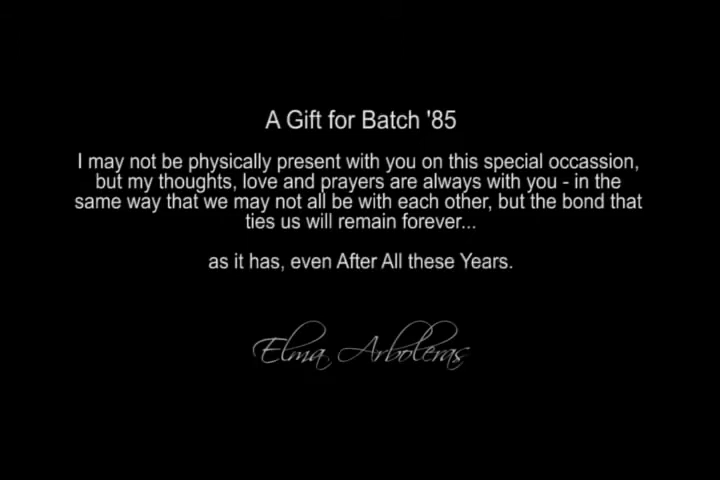 A Gift for Batch '85
I may not be physically present with you on this special occassion,
but my thoughts, love and prayers are always with you - in the
same way that we may not all be with each other, but the bond that
ties us will remain forever...
as it has, even After All these Years.
Elma Arboleras